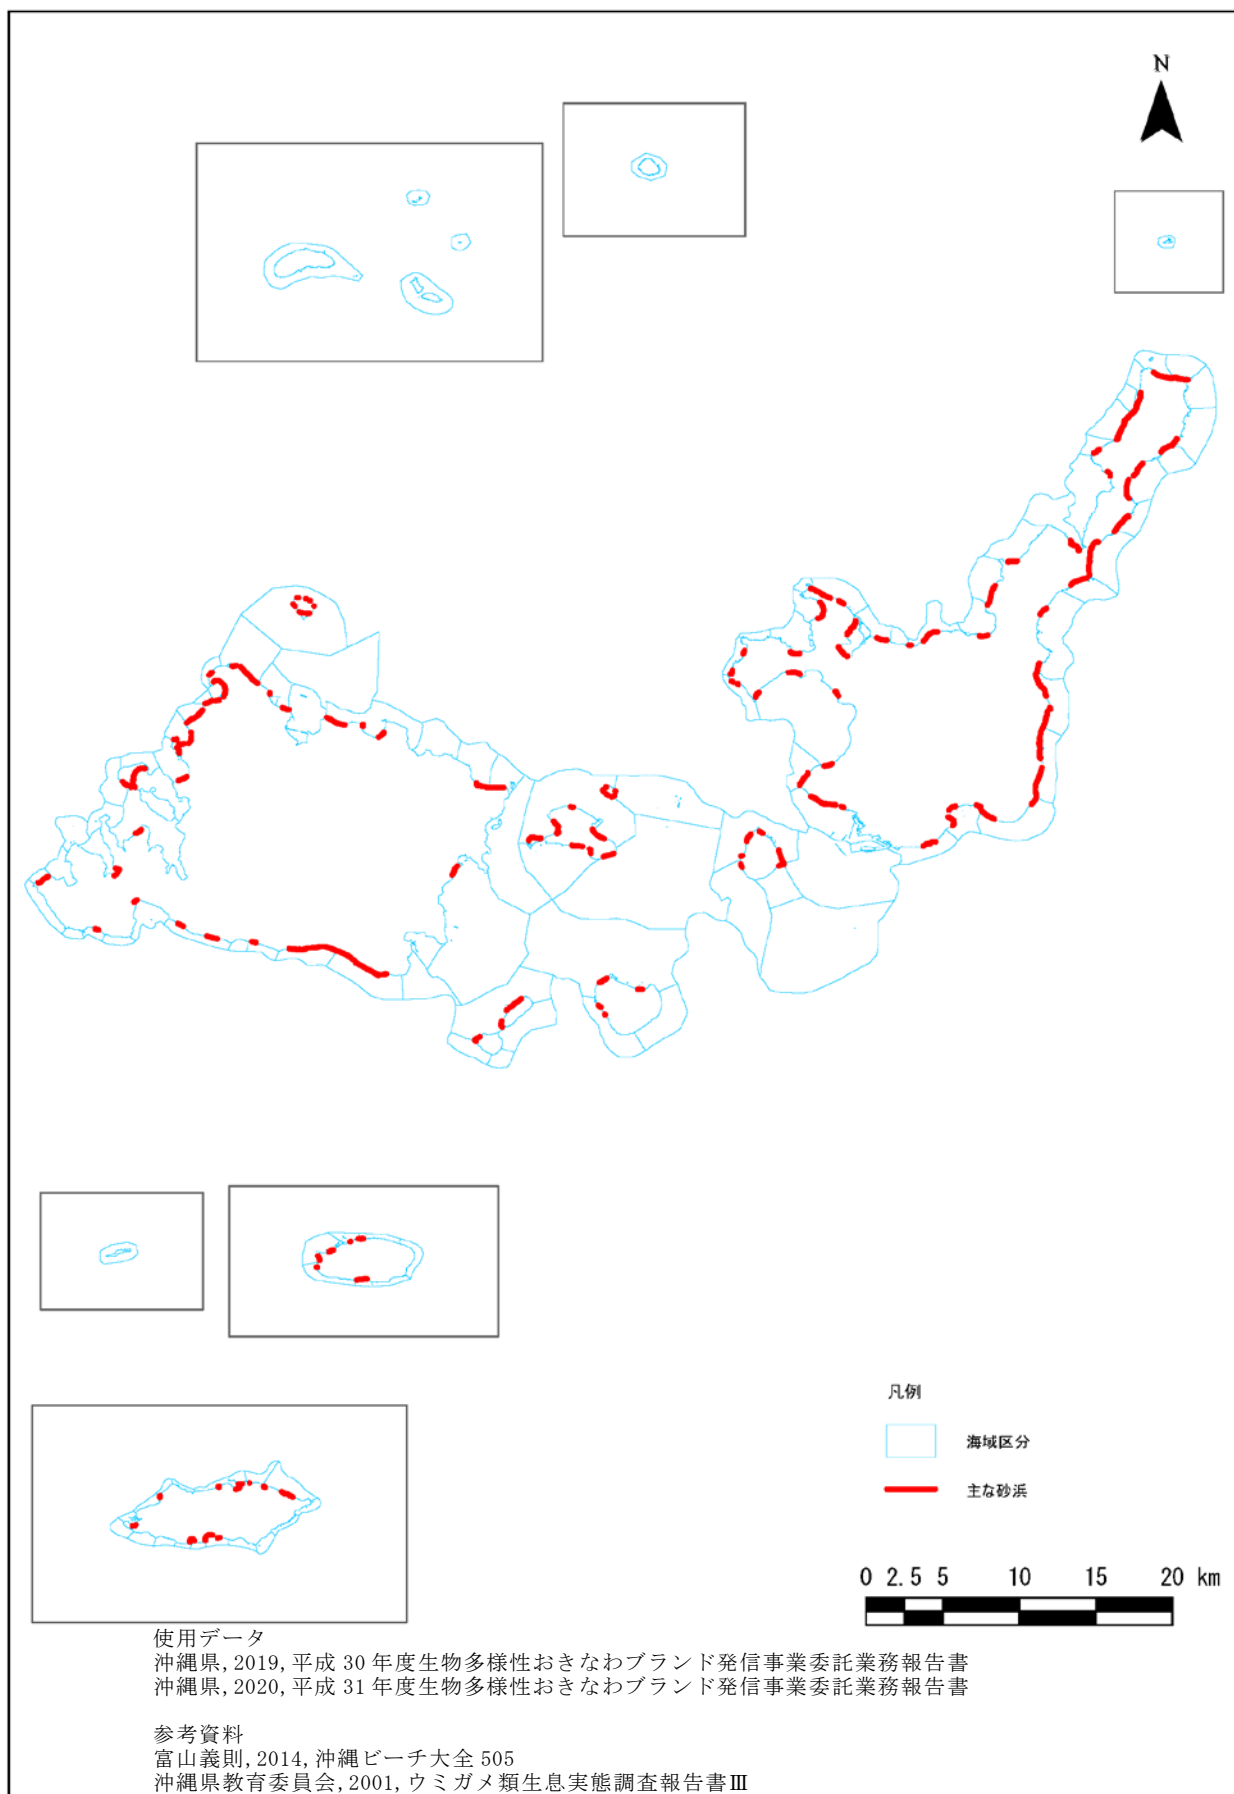 N
凡例
海域区分
主な砂浜
0 2.5 5 10 15 20 km
使用データ
沖縄県,2019,平成 30 年度生物多様性おきなわブランド発信事業委託業務報告書
沖縄県,2020,平成 31 年度生物多様性おきなわブランド発信事業委託業務報告書
参考資料
富山義則,2014,沖縄ビーチ大全 505
沖縄県教育委員会,2001,ウミガメ類生息実態調査報告書Ⅲ